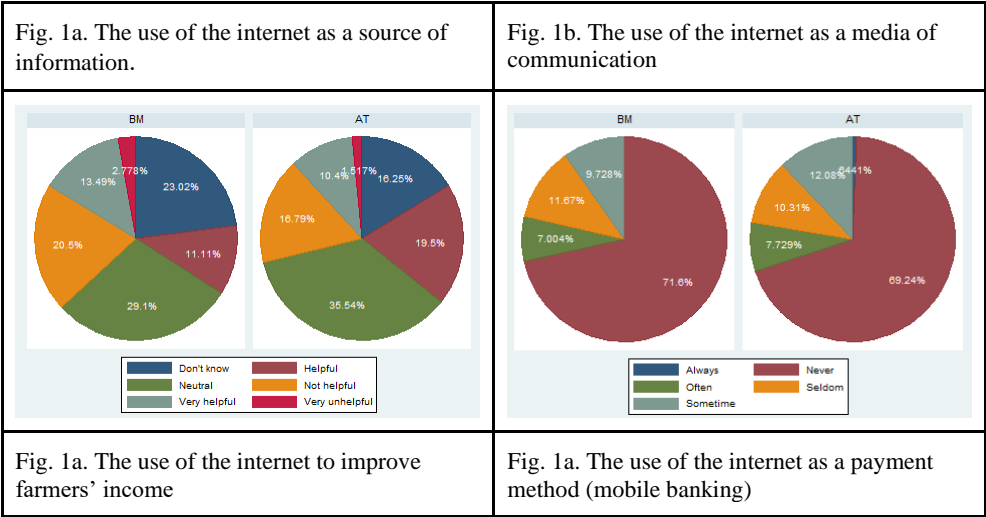 Fig. 1a. The use of the internet as a source of
information.
Fig. 1b. The use of the internet as a media of
communication
BM
AT
2.778%
23.02%
13.49%
20.5%
11.11%
29.1%
1.517%
16.25%
10.4%
16.79%
19.5%
35.54%
Don't know
Helpful
Neutral
Not helpful
Very helpful
Very unhelpful
BM
AT
9.728%
11.67%
7.004%
71.6%
12.08%
.6441%
10.31%
7.729%
69.24%
Always
Never
Often
Seldom
Sometime
Fig. 1a. The use of the internet to improve
farmers’ income
Fig. 1a. The use of the internet as a payment
method (mobile banking)